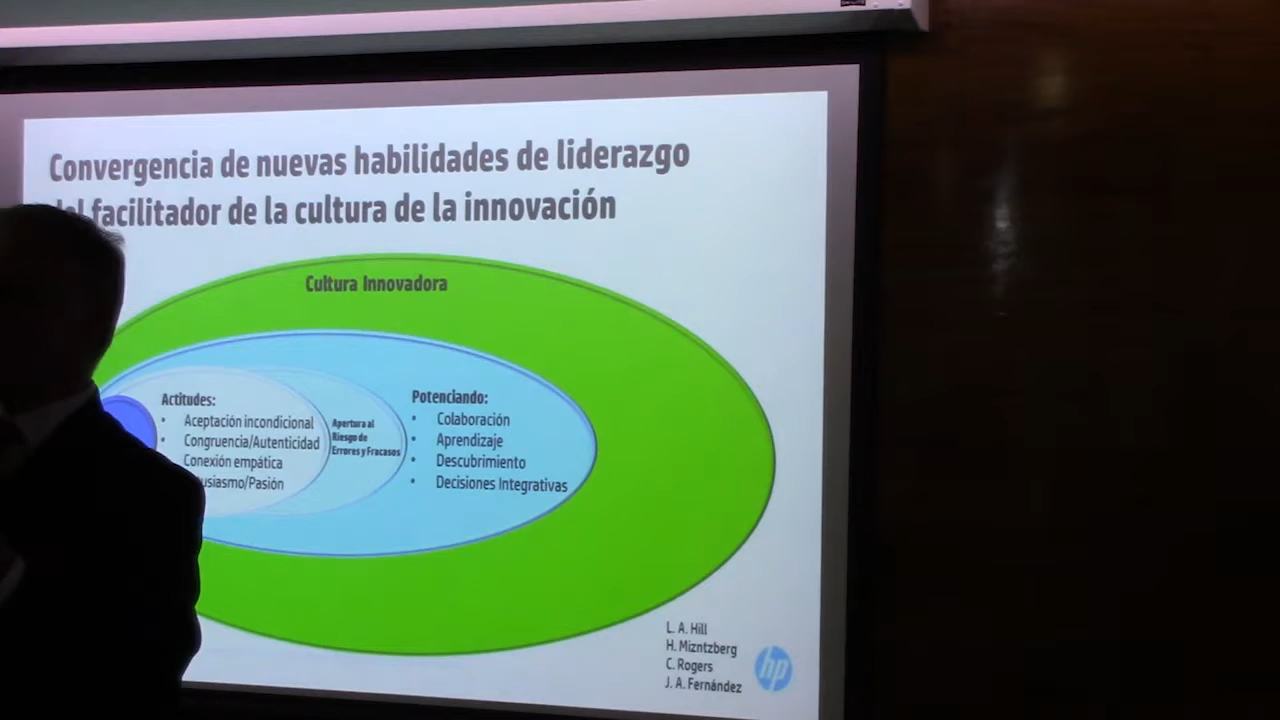 Convergencia de nuevas habilidades de liderazgo
facilitador de la cultura de la innovación
Cultura Innovadora
Actitudes:
• Aceptación incondicional
• Congruencia/Autenticidad
Conexión empática
usiasmo/Pasión
Apertura al
Riesgo de
Errores y Fracasos
Potenciando:
• Colaboración
• Aprendizaje
• Descubrimiento
• Decisiones Integrativas
L. A. Hill
H. Mizntzberg
C. Rogers
J. A. Fernández
hp